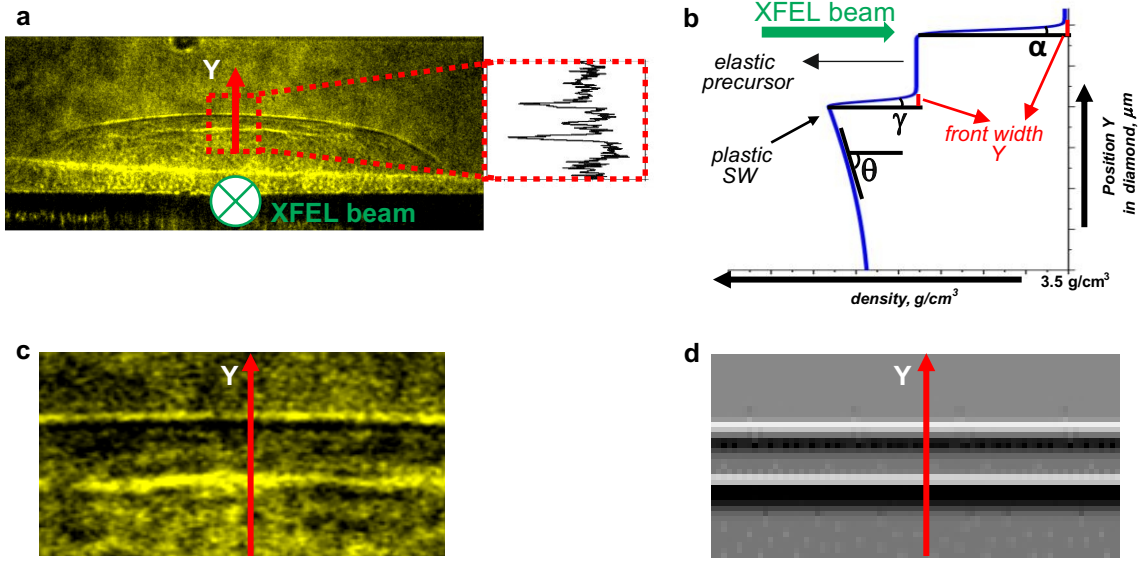 a
Y
XFEL beam
b
XFEL beam
α
elastic
precursor
γ
front width
Y
plastic
SW
θ
Position Y
in diamond, μm
3.5 g/cm³
density, g/cm³
c
Y
d
Y